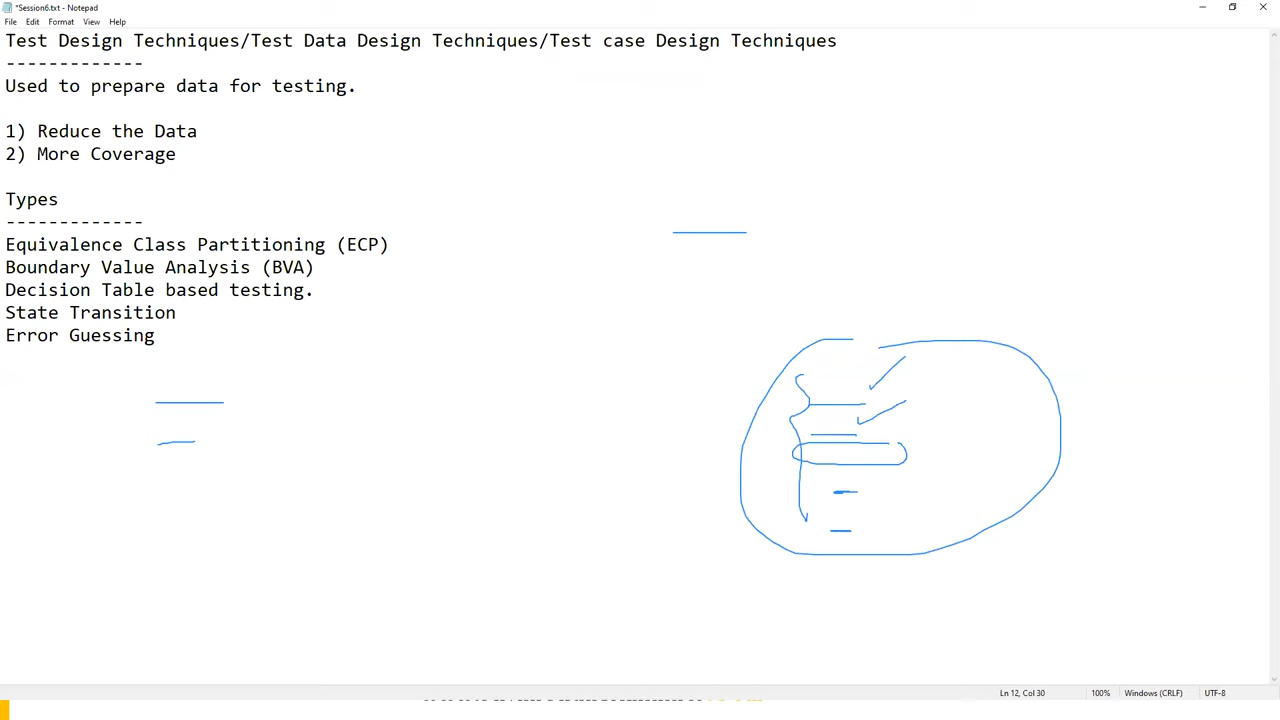 *Session6.txt - Notepad
File Edit Format View Help
Test Design Techniques/Test Data Design Techniques/Test case Design Techniques
-------------
Used to prepare data for testing.
1) Reduce the Data
2) More Coverage
Types
-------------
Equivalence Class Partitioning (ECP)
Boundary Value Analysis (BVA)
Decision Table based testing.
State Transition
Error Guessing
Ln 12, Col 30 100% Windows (CRLF) UTF-8